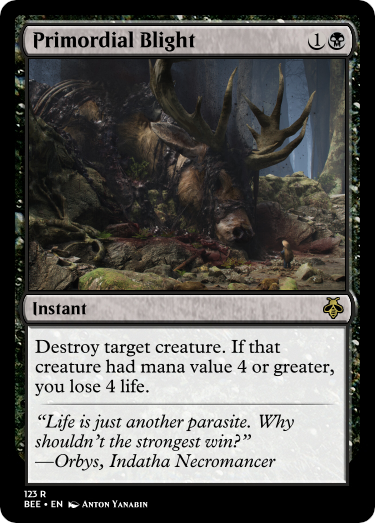 Primordial Blight 1
Instant
Destroy target creature. If that
creature had mana value 4 or greater,
you lose 4 life.
“Life is just another parasite. Why
shouldn't the strongest win?”
—Orbys, Indatha Necromancer
123 R
BEE • EN Anton Yanabin